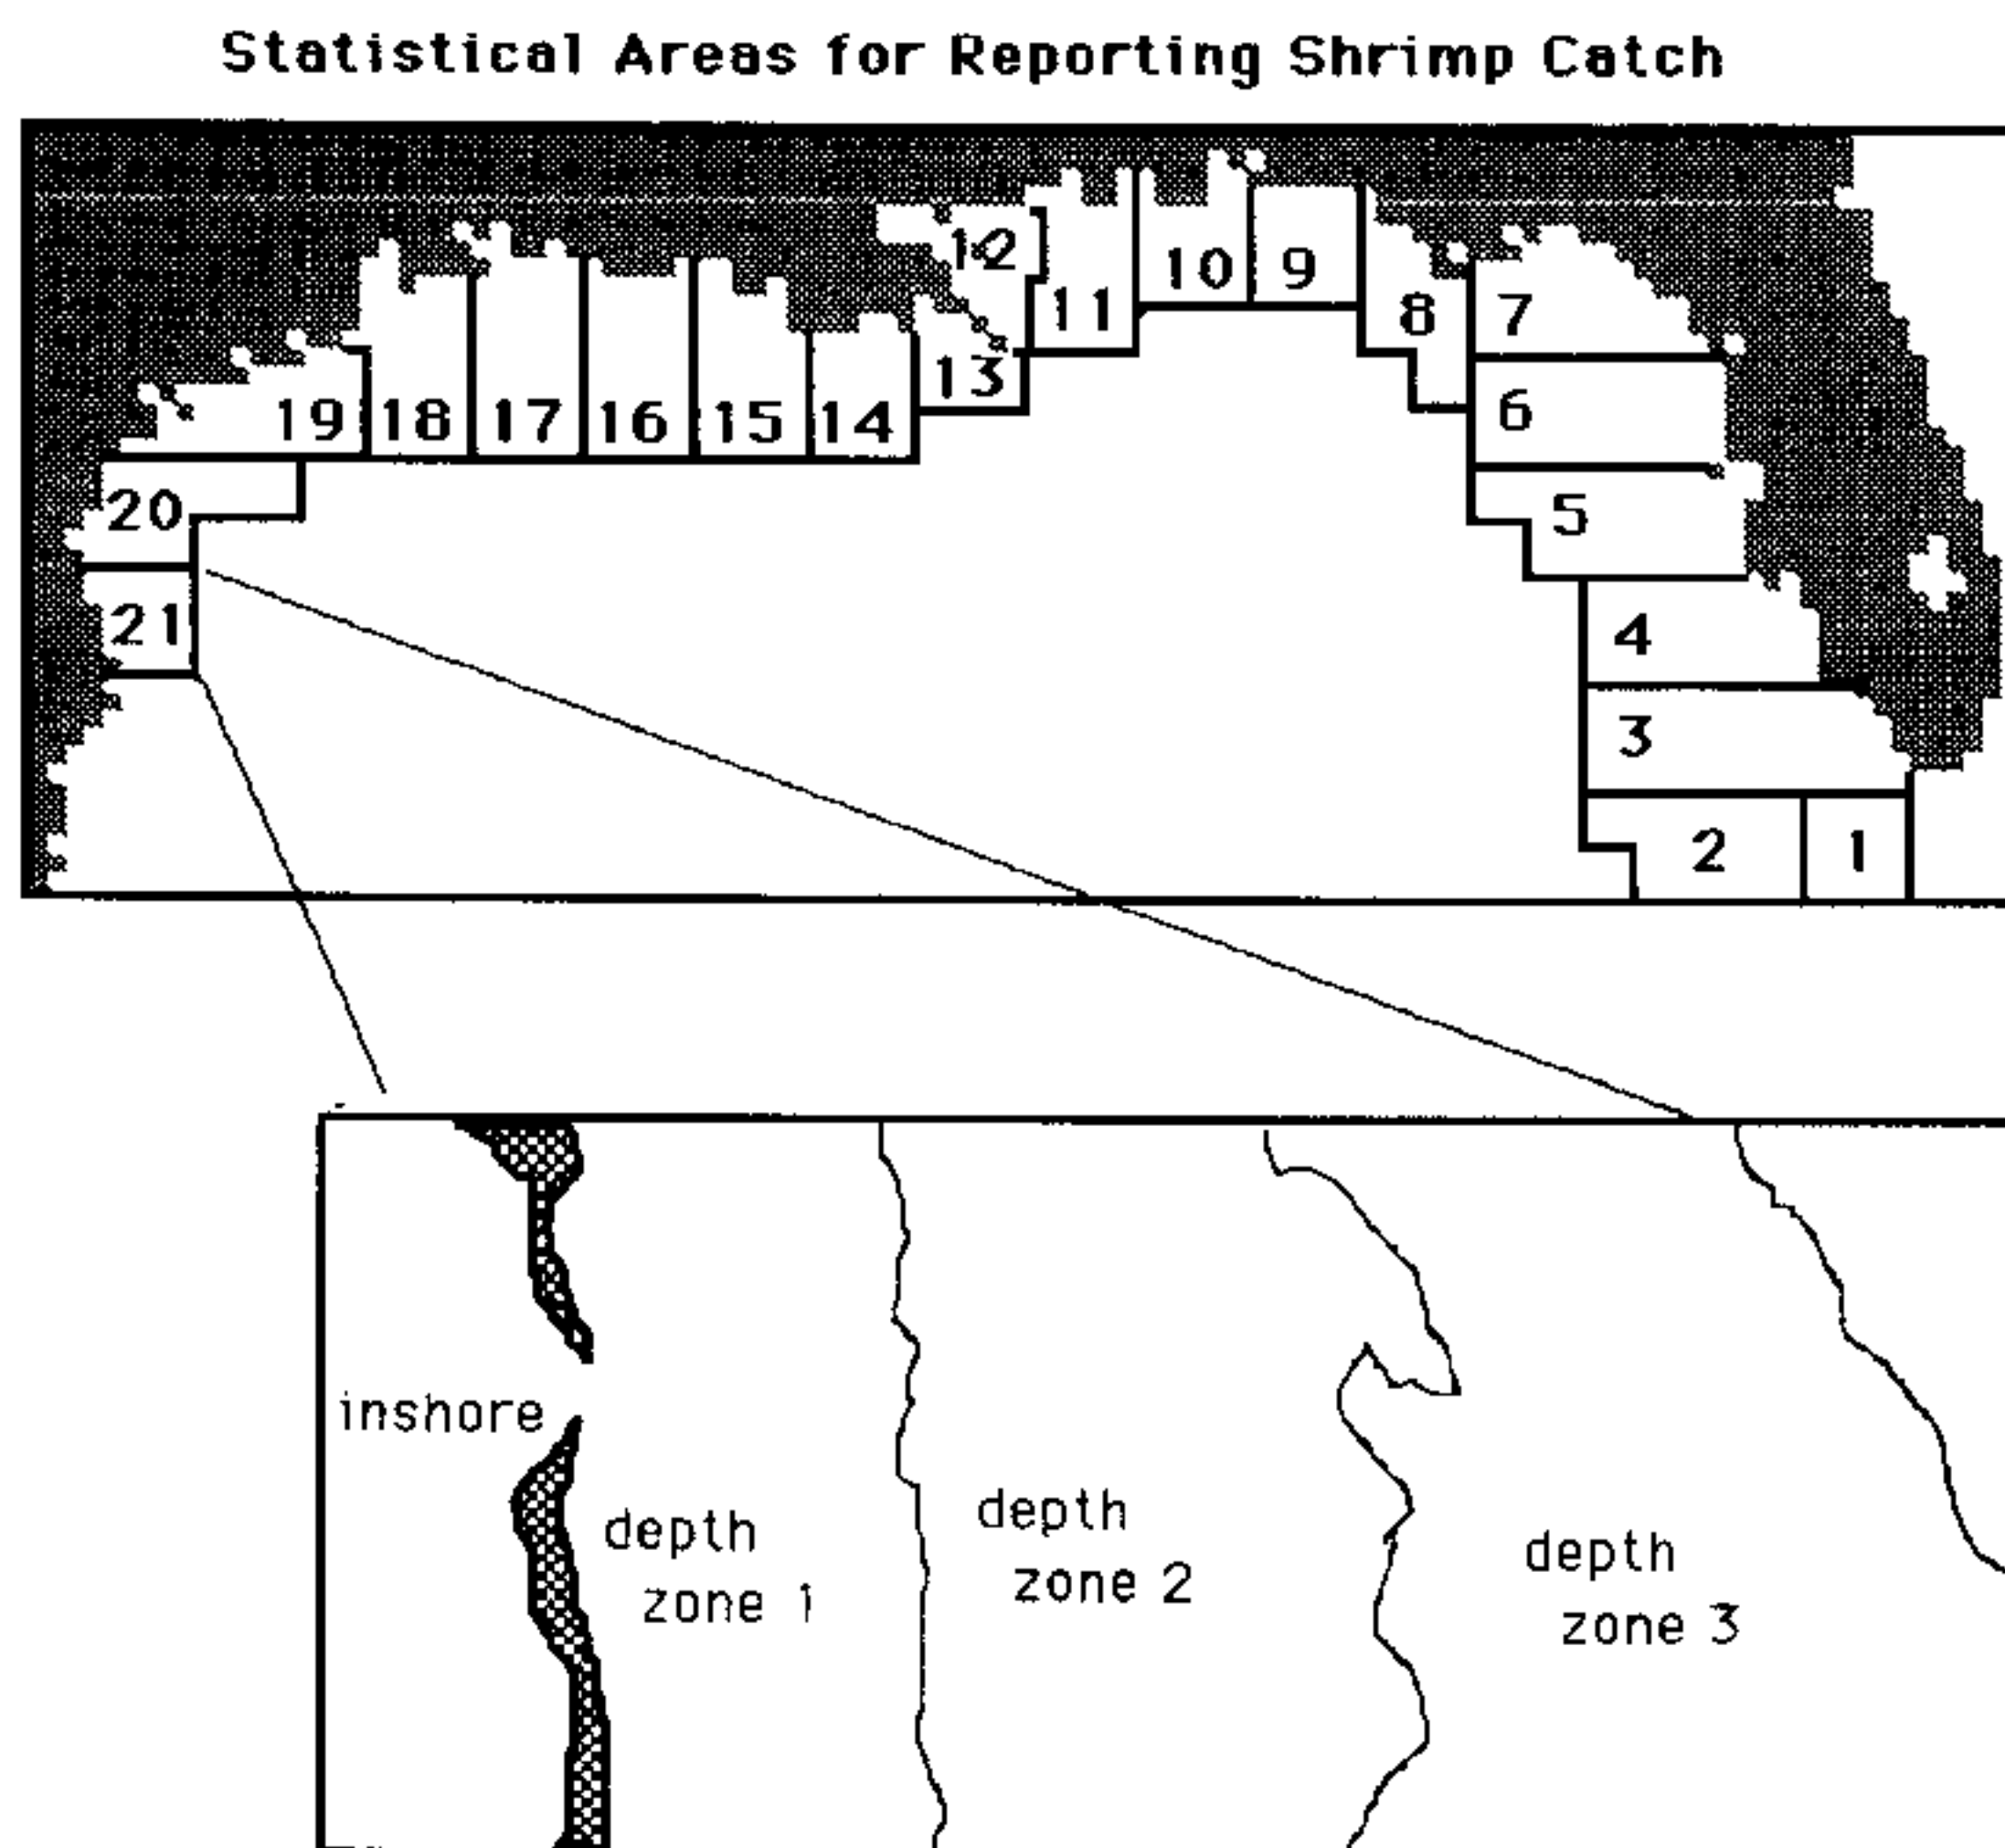 Statistical Areas for Reporting Shrimp Catch
12
10
9
11
8
7
13
6
19
18
17
16
15
14
20
5
21
4
3
2
1
inshore
depth
zone 1
depth
zone 2
depth
zone 3